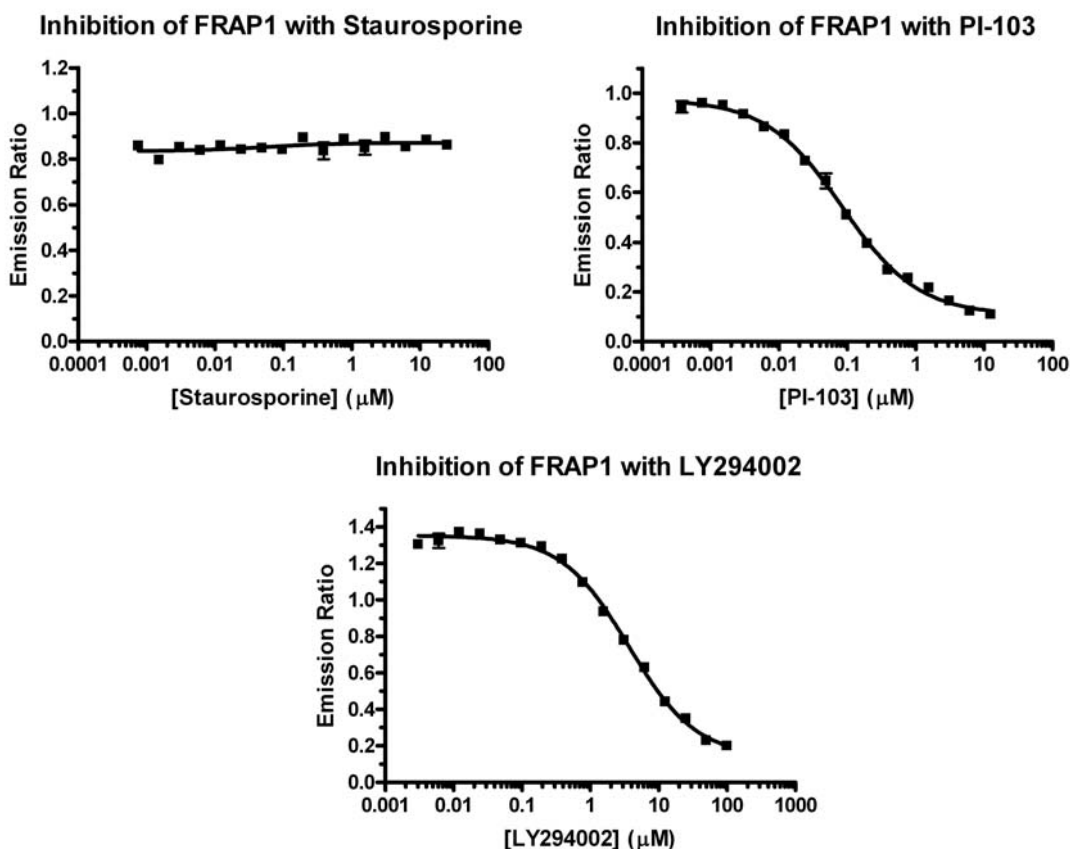 Inhibition of FRAP1 with Staurosporine
1.2
1.0
0.8
0.6
0.4
0.2
0.0
Emission Ratio
0.0001 0.001 0.01 0.1 1 10 100
[Staurosporine] (μM)
Inhibition of FRAP1 with PI-103
1.0
0.8
0.6
0.4
0.2
0.0
Emission Ratio
0.0001 0.001 0.01 0.1 1 10 100
[PI-103] (μM)
Inhibition of FRAP1 with LY294002
1.4
1.2
1.0
0.8
0.6
0.4
0.2
0.0
Emission Ratio
0.001 0.01 0.1 1 10 100 1000
[LY294002] (μM)